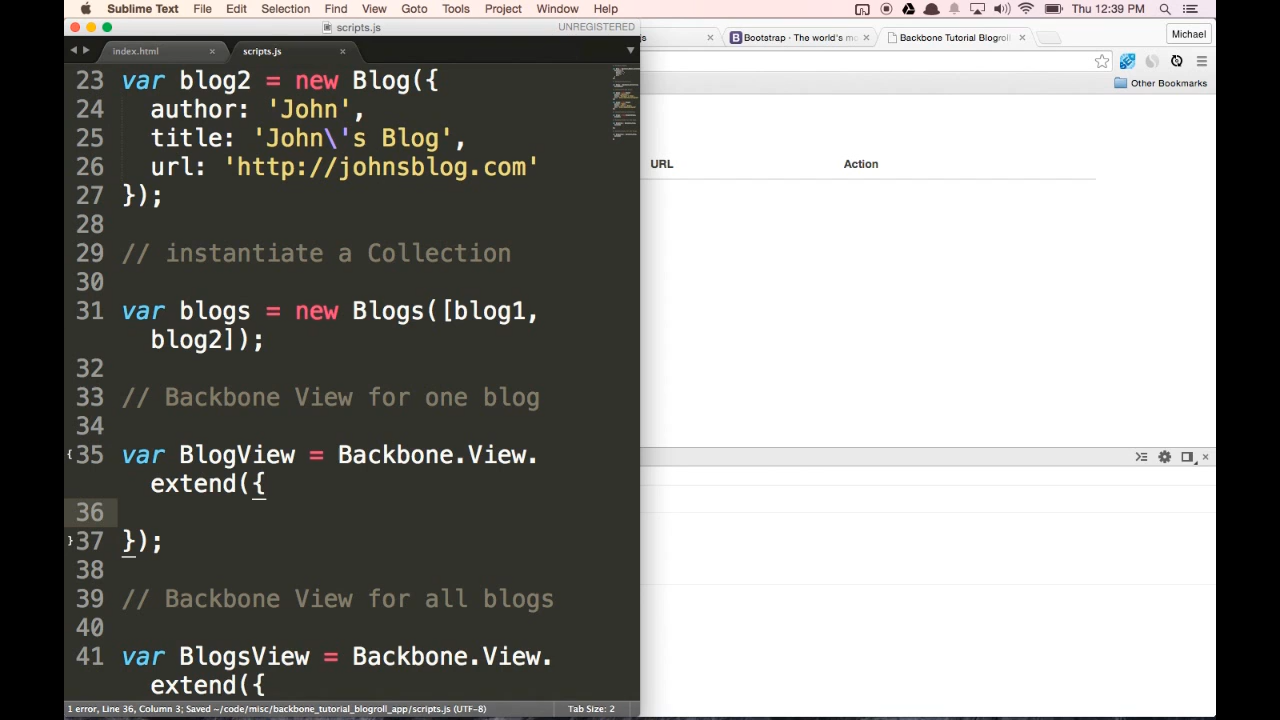 Sublime Text File Edit Selection Find View Goto Tools Project Window Help Thu 12:39 PM
scripts.js UNREGISTERED
index.html × scripts.js ×
s × Bootstrap · The world's mo × Backbone Tutorial Blogroll × Michael
Other Bookmarks
23 var blog2 = new Blog({
24 author: 'John',
25 title: 'John\'s Blog',
26 url: 'http://johnsblog.com'
27 });
28
29 // instantiate a Collection
30
31 var blogs = new Blogs([blog1,
blog2]);
32
33 // Backbone View for one blog
34
35 var BlogView = Backbone.View.
extend({
36
37 });
38
39 // Backbone View for all blogs
40
41 var BlogsView = Backbone.View.
extend({
URL Action
1 error, Line 36, Column 3; Saved ~/code/misc/backbone_tutorial_blogroll_app/scripts.js (UTF-8) Tab Size: 2